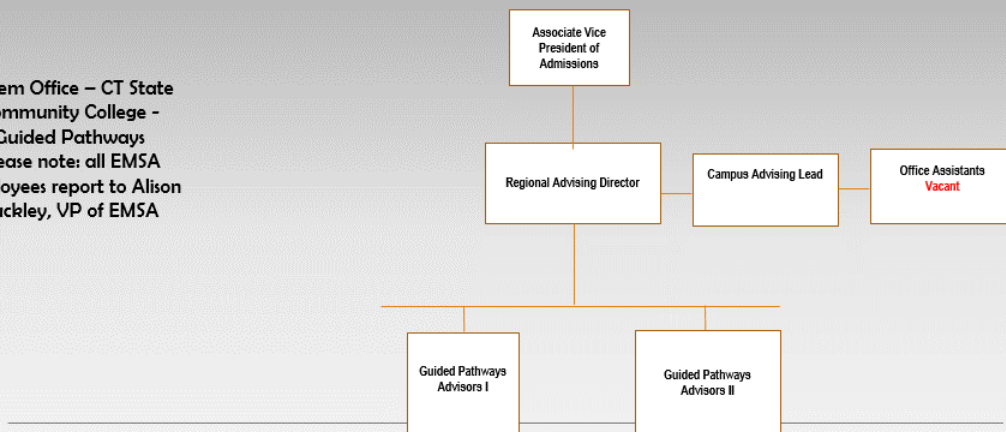 Associate Vice
President of
Admissions
em Office – CT State
mmunity College -
Guided Pathways
ease note: all EMSA
oyees report to Alison
ckley, VP of EMSA
Regional Advising Director
Campus Advising Lead
Office Assistants
Vacant
Guided Pathways
Advisors I
Guided Pathways
Advisors II